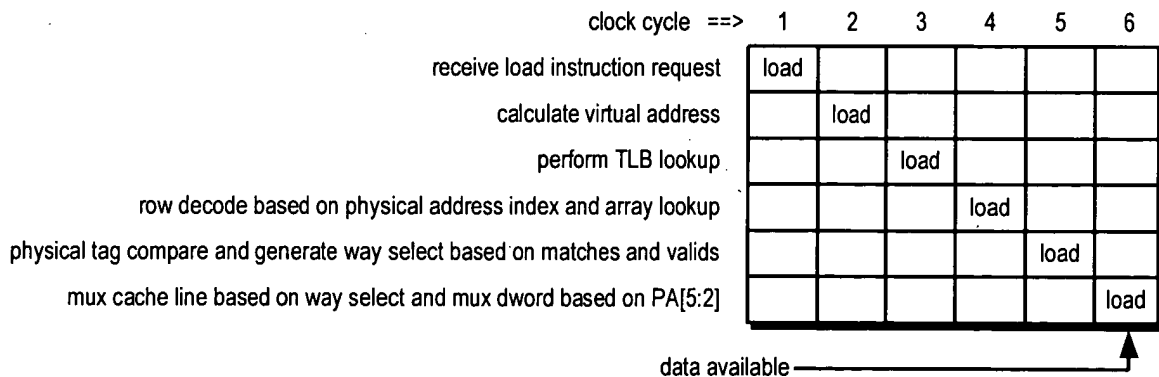 clock cycle ==> 1 2 3 4 5 6
receive load instruction request load
calculate virtual address load
perform TLB lookup load
row decode based on physical address index and array lookup load
physical tag compare and generate way select based on matches and valids load
mux cache line based on way select and mux dword based on PA[5:2] load
data available